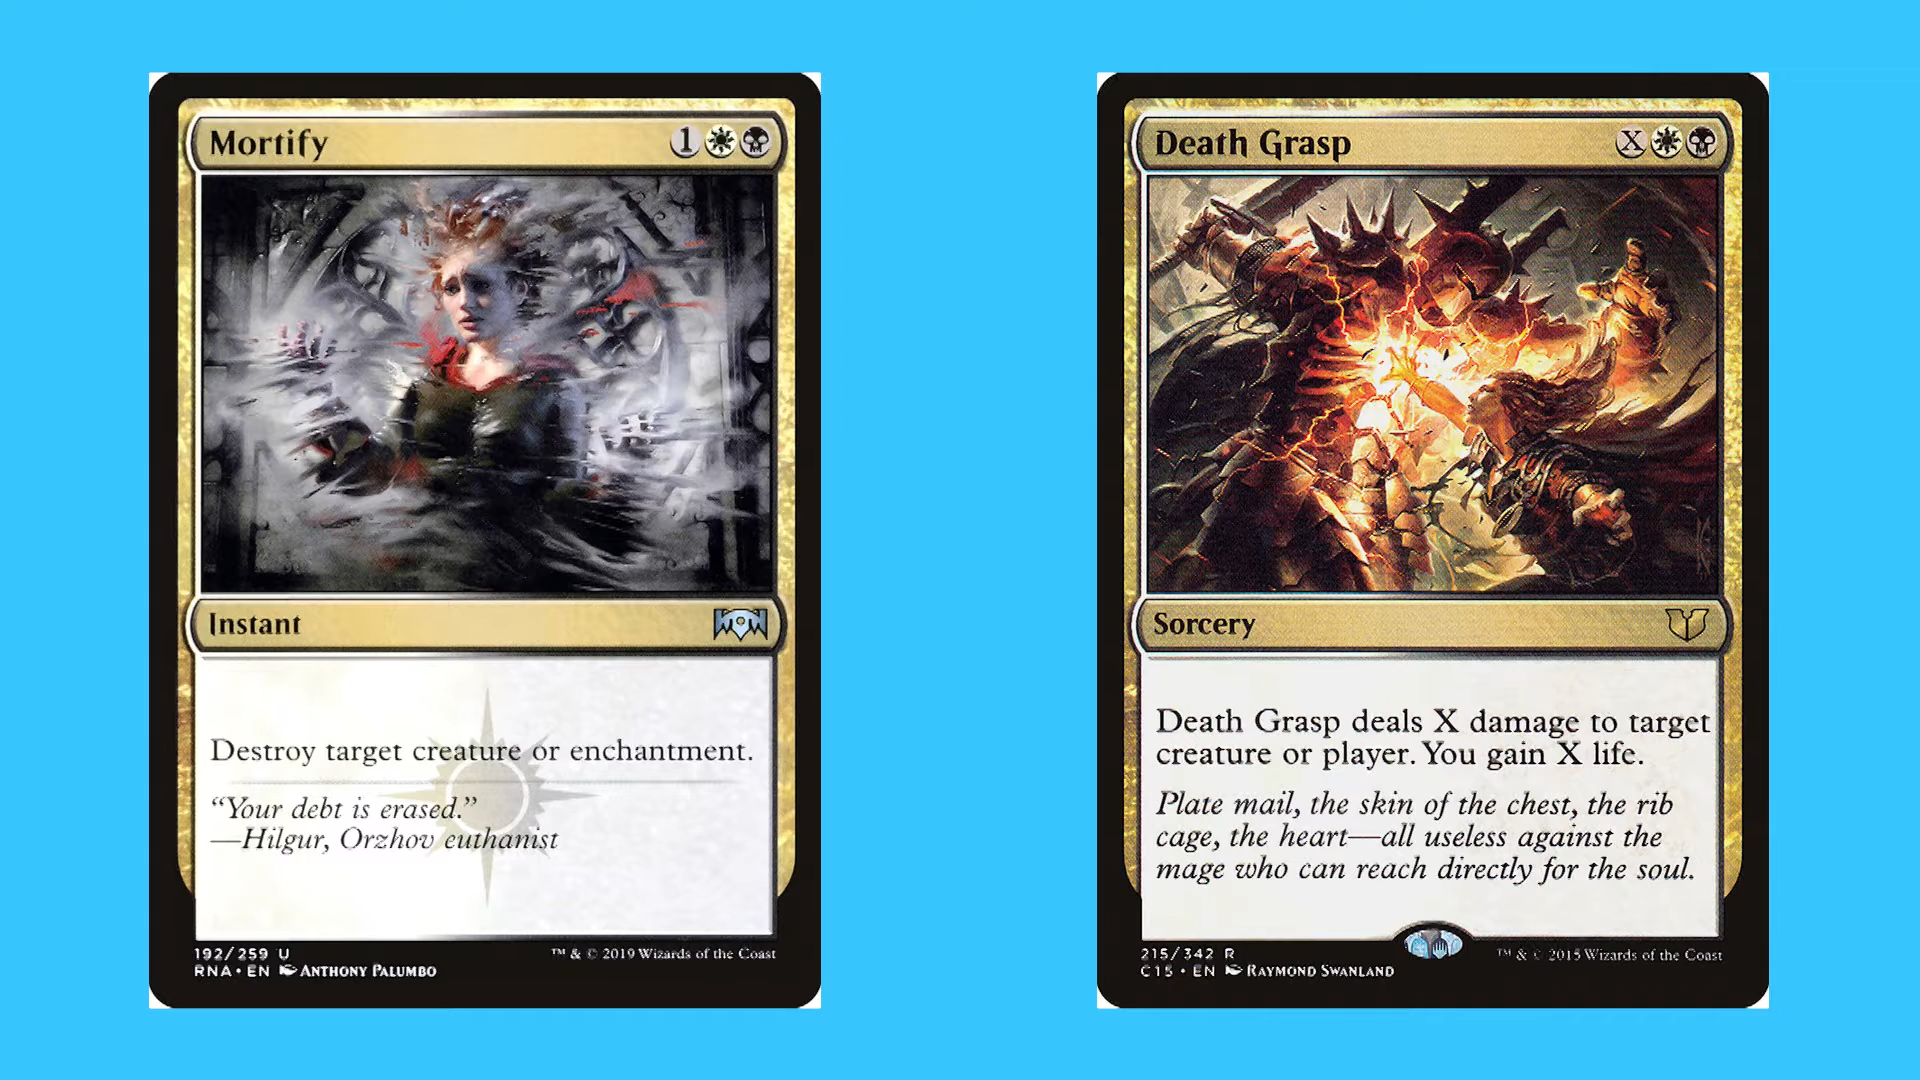 Mortify
1
Instant
Destroy target creature or enchantment.
“Your debt is erased.”
—Hilgur, Orzhov euthanist
192/259 U
RNA • EN Anthony Palumbo
™ & © 2019 Wizards of the Coast
Death Grasp
X
Sorcery
Death Grasp deals X damage to target
creature or player. You gain X life.
Plate mail, the skin of the chest, the rib
cage, the heart—all useless against the
mage who can reach directly for the soul.
215/342 R
C15 • EN Raymond Swanland
™ & © 2015 Wizards of the Coast